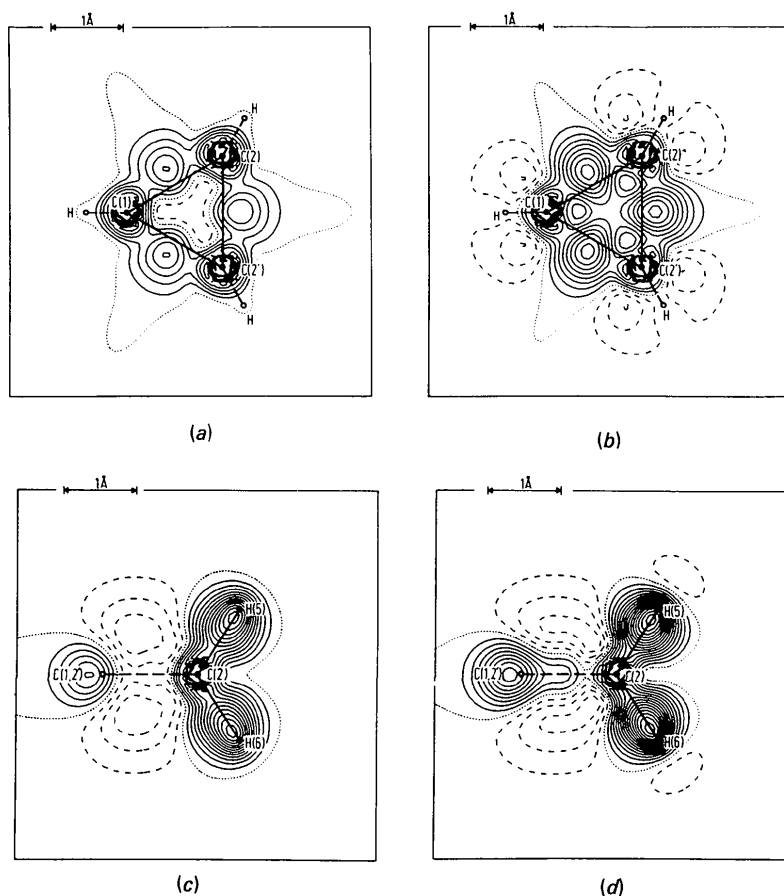 1Å
H
C(2)
C(1)
H
C(2')
H
(a)
1Å
H
C(2)
C(1)
H
C(2')
H
(b)
1Å
H(5)
C(1,2')
C(2)
H(6)
(c)
1Å
H(5)
C(1,2')
C(2)
H(6)
(d)